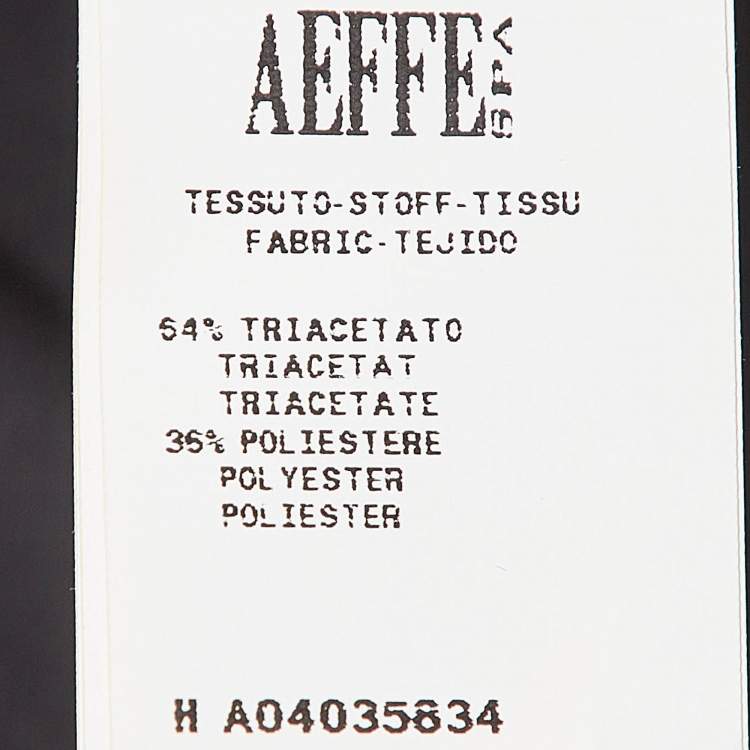 AEFFE SPA
TESSUTO-STOFF-TISSU
FABRIC-TEJIDO
64% TRIACETATO
TRIACETAT
TRIACETATE
36% POLIESTERE
POLYESTER
POLIESTER
H A04035834